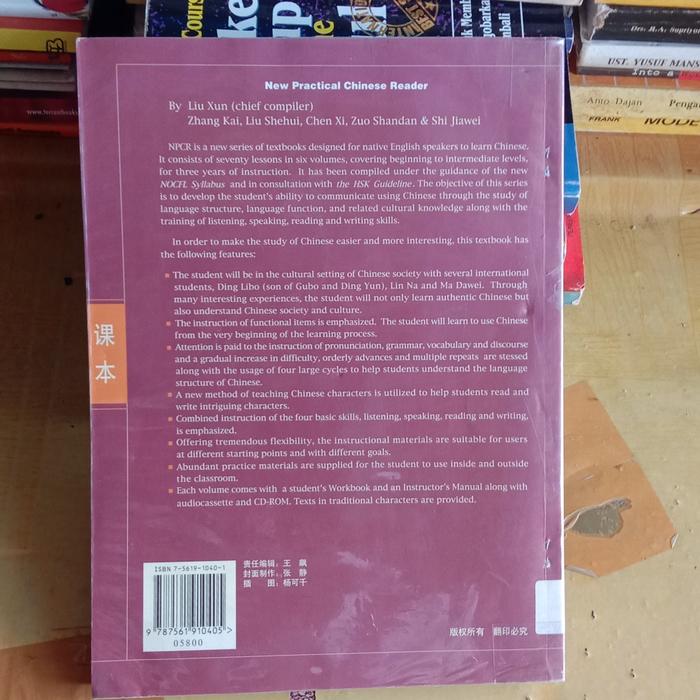 Cours
ke
up
e
k Memb
gobarka
mbali
Drs. R.A. Supriyo
UST. YUSUF MANS
Into a
Anto Dajan
Penga
FRANK
New Practical Chinese Reader
By Liu Xun (chief compiler)
Zhang Kai, Liu Shehui, Chen Xi, Zuo Shandan & Shi Jiawei
NPCR is a new series of textbooks designed for native English speakers to learn Chinese.
It consists of seventy lessons in six volumes, covering beginning to intermediate levels,
for three years of instruction. It has been compiled under the guidance of the new
NOCFL Syllabus and in consultation with the HSK Guideline. The objective of this series
is to develop the student's ability to communicate using Chinese through the study of
language structure, language function, and related cultural knowledge along with the
training of listening, speaking, reading and writing skills.
In order to make the study of Chinese easier and more interesting, this textbook has
the following features:
The student will be in the cultural setting of Chinese society with several international
students, Ding Libo (son of Gubo and Ding Yun), Lin Na and Ma Dawei. Through
many interesting experiences, the student will not only learn authentic Chinese but
also understand Chinese society and culture.
The instruction of functional items is emphasized. The student will learn to use Chinese
from the very beginning of the learning process.
Attention is paid to the instruction of pronunciation, grammar, vocabulary and discourse
and a gradual increase in difficulty, orderly advances and multiple repeats are stressed
along with the usage of four large cycles to help students understand the language
structure of Chinese.
A new method of teaching Chinese characters is utilized to help students read and
write intriguing characters.
Combined instruction of the four basic skills, listening, speaking, reading and writing,
is emphasized.
Offering tremendous flexibility, the instructional materials are suitable for users
at different starting points and with different goals.
Abundant practice materials are supplied for the student to use inside and outside
the classroom.
Each volume comes with a student's Workbook and an Instructor's Manual along with
audiocassette and CD-ROM. Texts in traditional characters are provided.
课
本
ISBN 7-5619-1040-1
9 787561 910405 >
05800
责任编辑：王 飙
封面制作：张 静
插 图：杨可千
版权所有 翻印必究